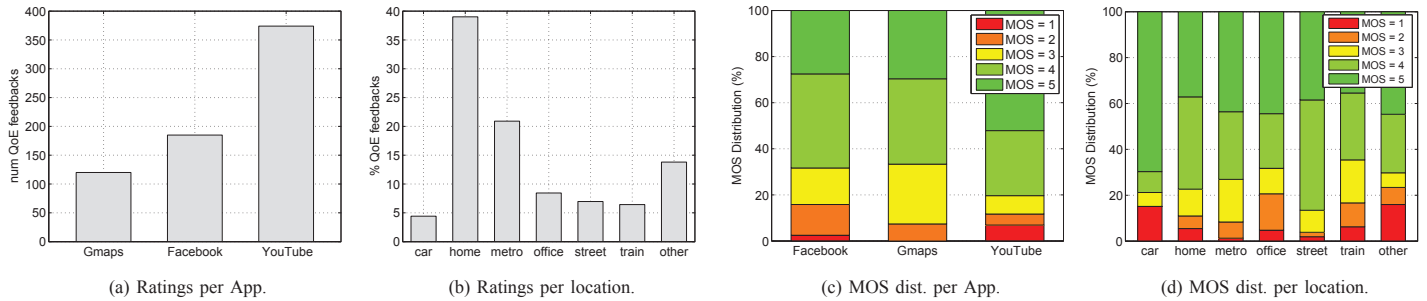 num QoE feedbacks
400
350
300
250
200
150
100
50
0
Gmaps Facebook YouTube
(a) Ratings per App.
% QoE feedbacks
40
5
30
5
20
5
10
5
0
car home metro office street train other
(b) Ratings per location.
MOS Distribution (%)
100
80
60
40
20
0
MOS = 1
MOS = 2
MOS = 3
MOS = 4
MOS = 5
Facebook Gmaps YouTube
(c) MOS dist. per App.
MOS Distribution (%)
100
80
60
40
20
0
MOS = 1
MOS = 2
MOS = 3
MOS = 4
MOS = 5
car home metro office street train other
(d) MOS dist. per location.